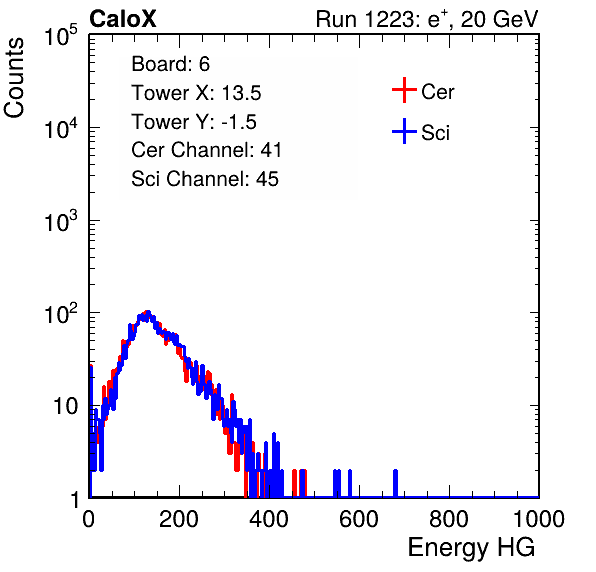 CaloX Run 1223: e⁺, 20 GeV
Counts
Board: 6
Tower X: 13.5
Tower Y: -1.5
Cer Channel: 41
Sci Channel: 45
Cer
Sci
10⁵
10⁴
10³
10²
10
1
0 200 400 600 800 1000
Energy HG